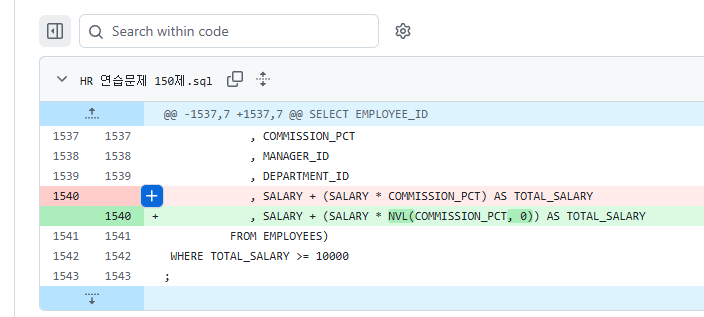 Search within code
HR 연습문제 150제.sql
@@ -1537,7 +1537,7 @@ SELECT EMPLOYEE_ID
1537 1537 , COMMISSION_PCT
1538 1538 , MANAGER_ID
1539 1539 , DEPARTMENT_ID
1540 , SALARY + (SALARY * COMMISSION_PCT) AS TOTAL_SALARY
1540 + , SALARY + (SALARY * NVL(COMMISSION_PCT, 0)) AS TOTAL_SALARY
1541 1541 FROM EMPLOYEES)
1542 1542 WHERE TOTAL_SALARY >= 10000
1543 1543 ;